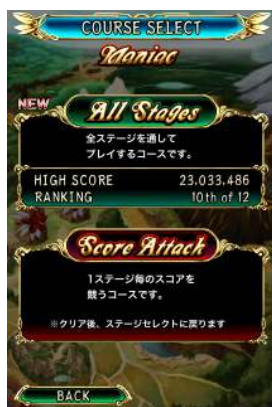 COURSE SELECT
Maniac
NEW
All Stages
全ステージを通して
プレイするコースです。
HIGH SCORE 23,033,486
RANKING 10th of 12
Score Attack
1ステージ毎のスコアを
競うコースです。
※クリア後、ステージセレクトに戻ります
BACK